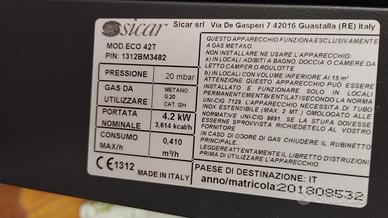 sicar
Sicar srl
Via De Gasperi 7 42016 Guastalla (RE) Italy
MOD. ECO 42T
PIN: 1312BM3482
PRESSIONE
20 mbar
GAS DA
UTILIZZARE
METANO
G.20
CAT. I2H
PORTATA
NOMINALE
4.2 kW
3,614 kcal/h
CONSUMO
MAX/h
0,410
m³/h
CE 1312
MADE IN ITALY
QUESTO APPARECCHIO FUNZIONA ESCLUSIVAMENTE
A GAS METANO
NON INSTALLARE NE USARE L'APPARECCHIO:
a) IN LOCALI ADIBITI A BAGNO, DOCCIA O CAMERA DA
LETTO CAMPER O ROULOTTE
b) IN LOCALI CON VOLUME INFERIORE AI 15 m³
QUESTO APPARECCHIO PUÒ ESSERE
INSTALLATO E FUNZIONARE SOLO IN LOCALI
PERMANENTEMENTE VENTILATI (SECONDO LA NORMA
UNI-CIG 7129. L'APPARECCHIO NECESSITA DI TUBO
INOX ESTENSIBILE (MAX 2 MT.) OMOLOGATO ALLE
NORMATIVE UNI-CIG 9891. SE LA STUFA DOVESSE
ESSERE SPROVVISTA RICHIEDETELO AL VOSTRO
FORNITORE
IN CASO DI ODORE DI GAS CHIUDERE IL RUBINETTO
PRINCIPALE.
LEGGERE ATTENTAMENTE IL LIBRETTO D'ISTRUZIONI
PRIMA DI UTILIZZARE L'APPARECCHIO
PAESE DI DESTINAZIONE: IT
anno/matricola: 201808532